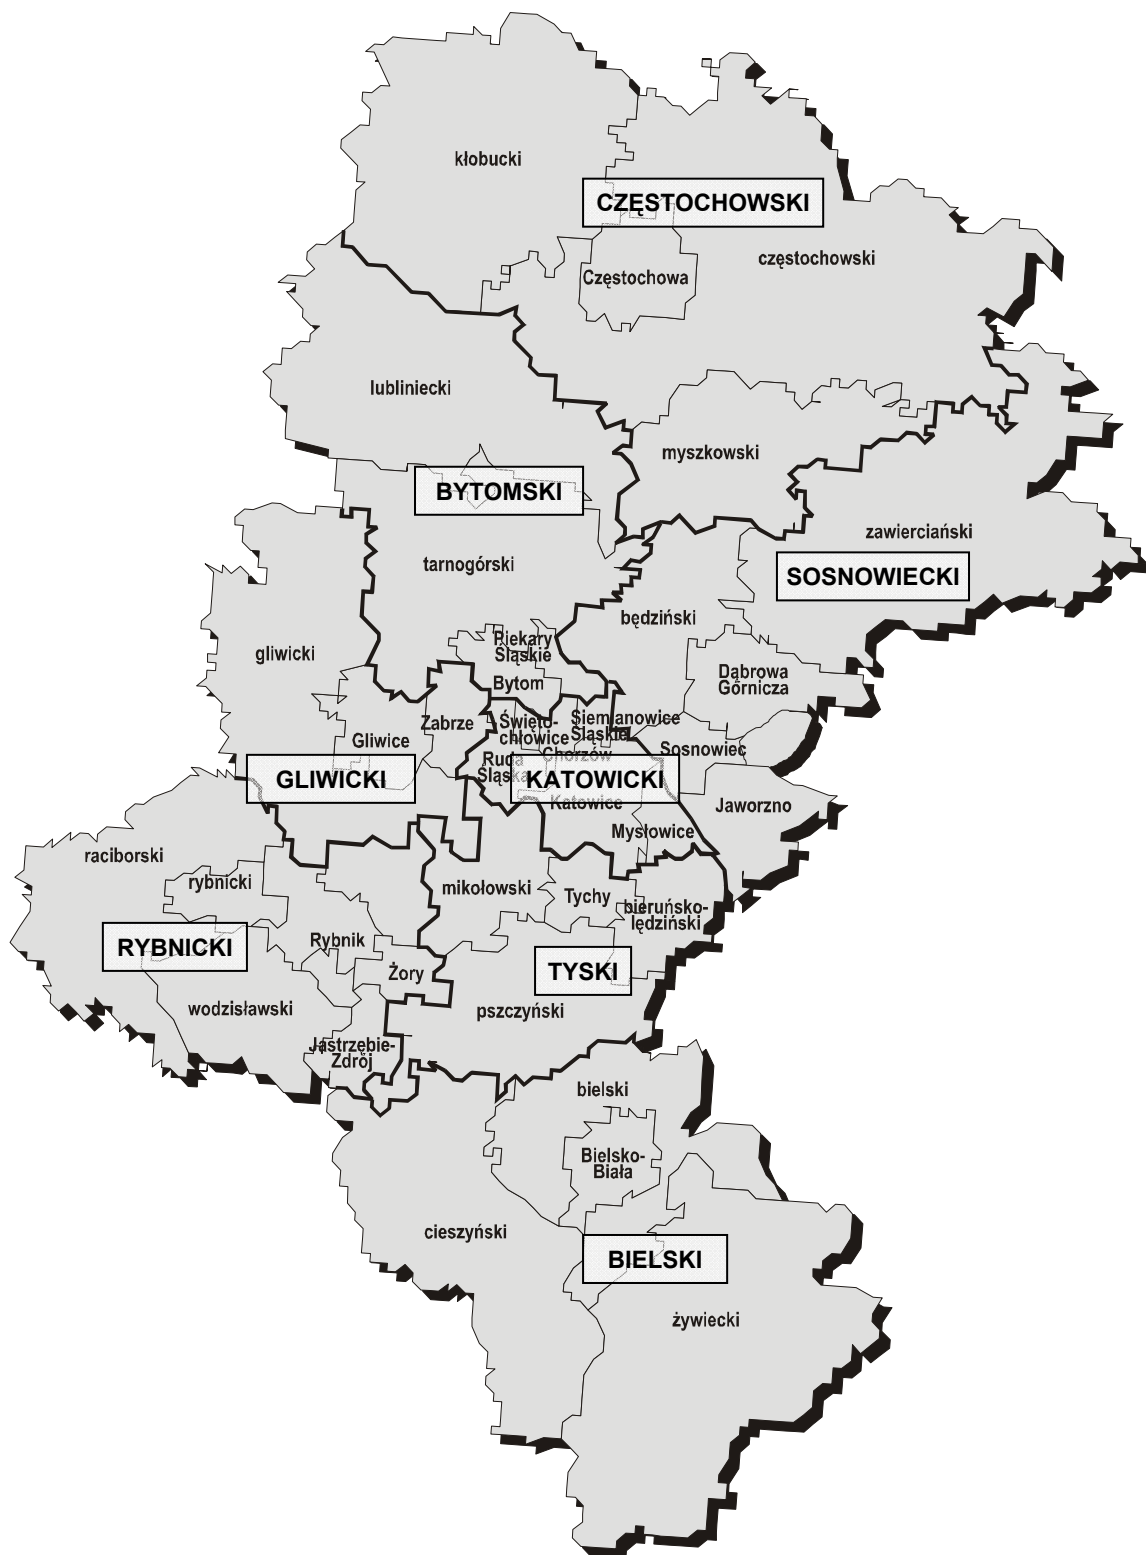 kłobucki
CZĘSTOCHOWSKI
częstochowski
Częstochowa
lubliniecki
myszkowski
BYTOMSKI
zawierciański
tarnogórski
SOSNOWIECKI
będziński
gliwicki
Piekary
Śląskie
Dąbrowa
Górnicza
Bytom
Zabrze
Święto-
chłowice
Siemianowice
Śląskie
Gliwice
Sosnowiec
Chorzów
Ruda
Śląska
GLIWICKI
KATOWICKI
Katowice
Jaworzno
Mysłowice
raciborski
rybnicki
mikołowski
Tychy
bieruńsko-
lędziński
Rybnik
RYBNICKI
Żory
TYSKI
wodzisławski
pszczyński
Jastrzębie-
Zdrój
bielski
Bielsko-
Biała
cieszyński
BIELSKI
żywiecki